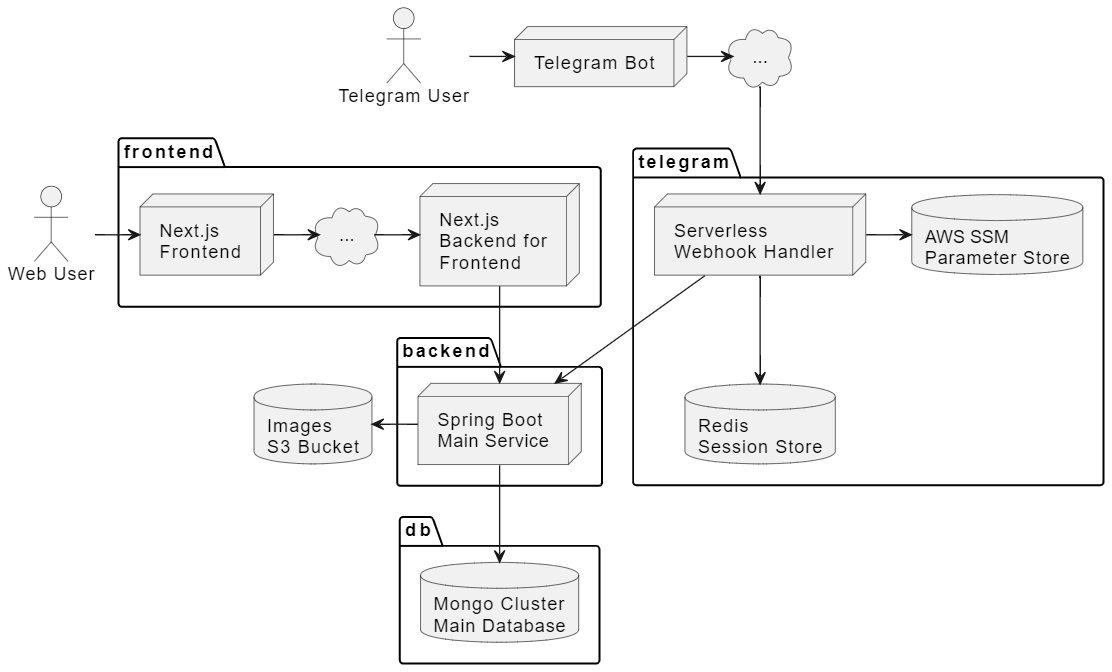 Telegram User
Telegram Bot
...
frontend
telegram
Web User
Next.js
Frontend
...
Next.js
Backend for
Frontend
Serverless
Webhook Handler
AWS SSM
Parameter Store
backend
Images
S3 Bucket
Spring Boot
Main Service
Redis
Session Store
db
Mongo Cluster
Main Database